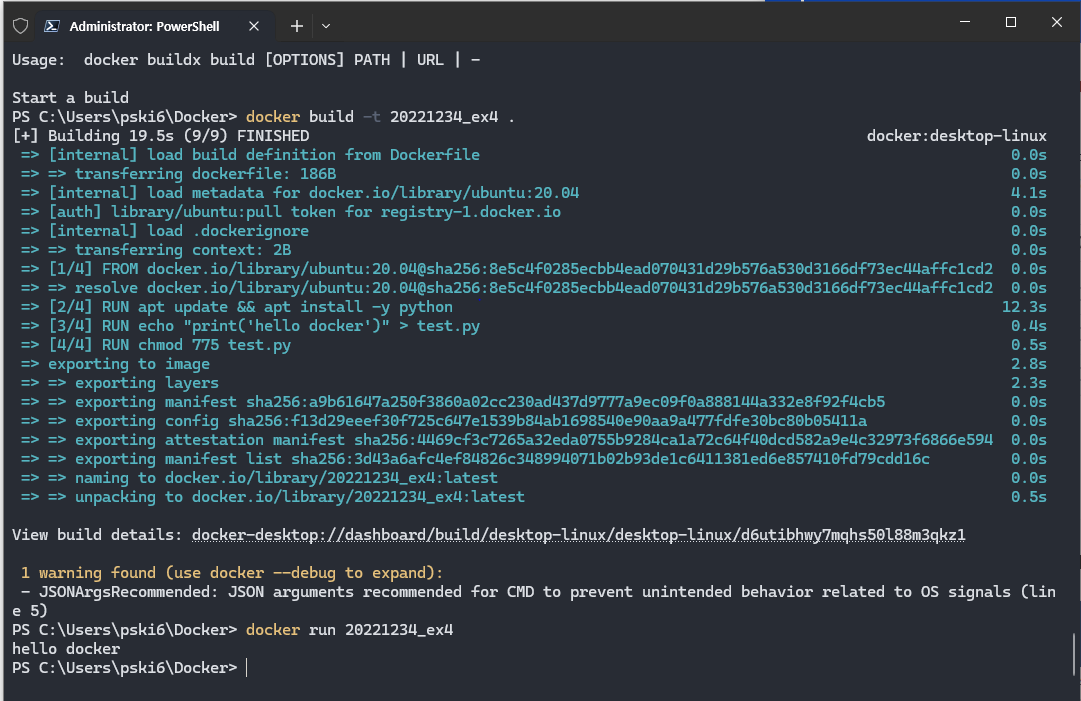 Administrator: PowerShell
Usage:  docker buildx build [OPTIONS] PATH | URL | -
Start a build
PS C:\Users\pski6\Docker> docker build -t 20221234_ex4 .
[+] Building 19.5s (9/9) FINISHED docker:desktop-linux
=> [internal] load build definition from Dockerfile 0.0s
=> => transferring dockerfile: 186B 0.0s
=> [internal] load metadata for docker.io/library/ubuntu:20.04 4.1s
=> [auth] library/ubuntu:pull token for registry-1.docker.io 0.0s
=> [internal] load .dockerignore 0.0s
=> => transferring context: 2B 0.0s
=> [1/4] FROM docker.io/library/ubuntu:20.04@sha256:8e5c4f0285ecbb4ead070431d29b576a530d3166df73ec44affc1cd2 0.0s
=> => resolve docker.io/library/ubuntu:20.04@sha256:8e5c4f0285ecbb4ead070431d29b576a530d3166df73ec44affc1cd2 0.0s
=> [2/4] RUN apt update && apt install -y python 12.3s
=> [3/4] RUN echo "print('hello docker')" > test.py 0.4s
=> [4/4] RUN chmod 775 test.py 0.5s
=> exporting to image 2.8s
=> => exporting layers 2.3s
=> => exporting manifest sha256:a9b61647a250f3860a02cc230ad437d9777a9ec09f0a888144a332e8f92f4cb5 0.0s
=> => exporting config sha256:f13d29eeef30f725c647e1539b84ab1698540e90aa9a477fdfe30bc80b05411a 0.0s
=> => exporting attestation manifest sha256:4469cf3c7265a32eda0755b9284ca1a72c64f40dcd582a9e4c32973f6866e594 0.0s
=> => exporting manifest list sha256:3d43a6afc4ef84826c348994071b02b93de1c6411381ed6e857410fd79cdd16c 0.0s
=> => naming to docker.io/library/20221234_ex4:latest 0.0s
=> => unpacking to docker.io/library/20221234_ex4:latest 0.5s
View build details: docker-desktop://dashboard/build/desktop-linux/desktop-linux/d6utibhwy7mqhs50l88m3qkz1
1 warning found (use docker --debug to expand):
- JSONArgsRecommended: JSON arguments recommended for CMD to prevent unintended behavior related to OS signals (lin
e 5)
PS C:\Users\pski6\Docker> docker run 20221234_ex4
hello docker
PS C:\Users\pski6\Docker>